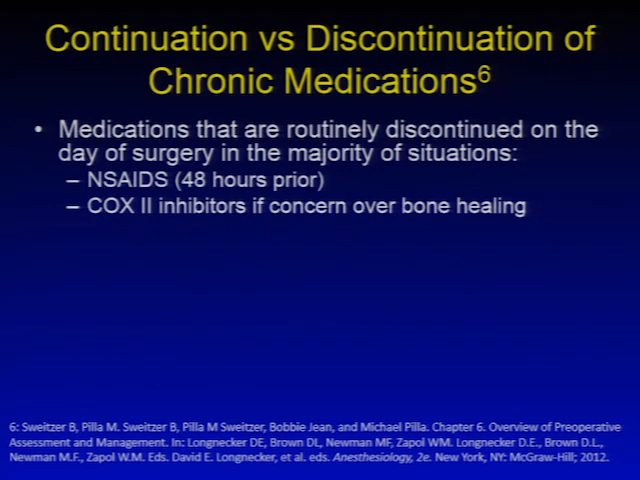 Continuation vs Discontinuation of
Chronic Medications6
• Medications that are routinely discontinued on the
day of surgery in the majority of situations:
– NSAIDS (48 hours prior)
– COX II inhibitors if concern over bone healing
6: Sweitzer B, Pilla M. Sweitzer B, Pilla M Sweitzer, Bobbie Jean, and Michael Pilla. Chapter 6. Overview of Preoperative
Assessment and Management. In: Longnecker DE, Brown DL, Newman MF, Zapol WM. Longnecker D.E., Brown D.L.,
Newman M.F., Zapol W.M. Eds. David E. Longnecker, et al. eds. Anesthesiology, 2e. New York, NY: McGraw-Hill; 2012.